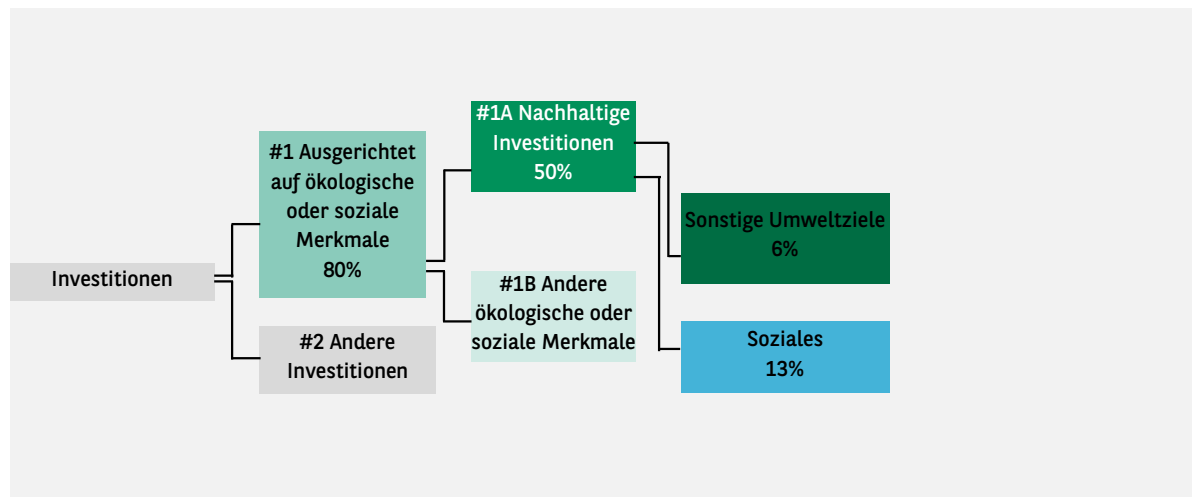 Investitionen
#1 Ausgerichtet
auf ökologische
oder soziale
Merkmale
80%
#2 Andere
Investitionen
#1A Nachhaltige
Investitionen
50%
#1B Andere
ökologische oder
soziale Merkmale
Sonstige Umweltziele
6%
Soziales
13%